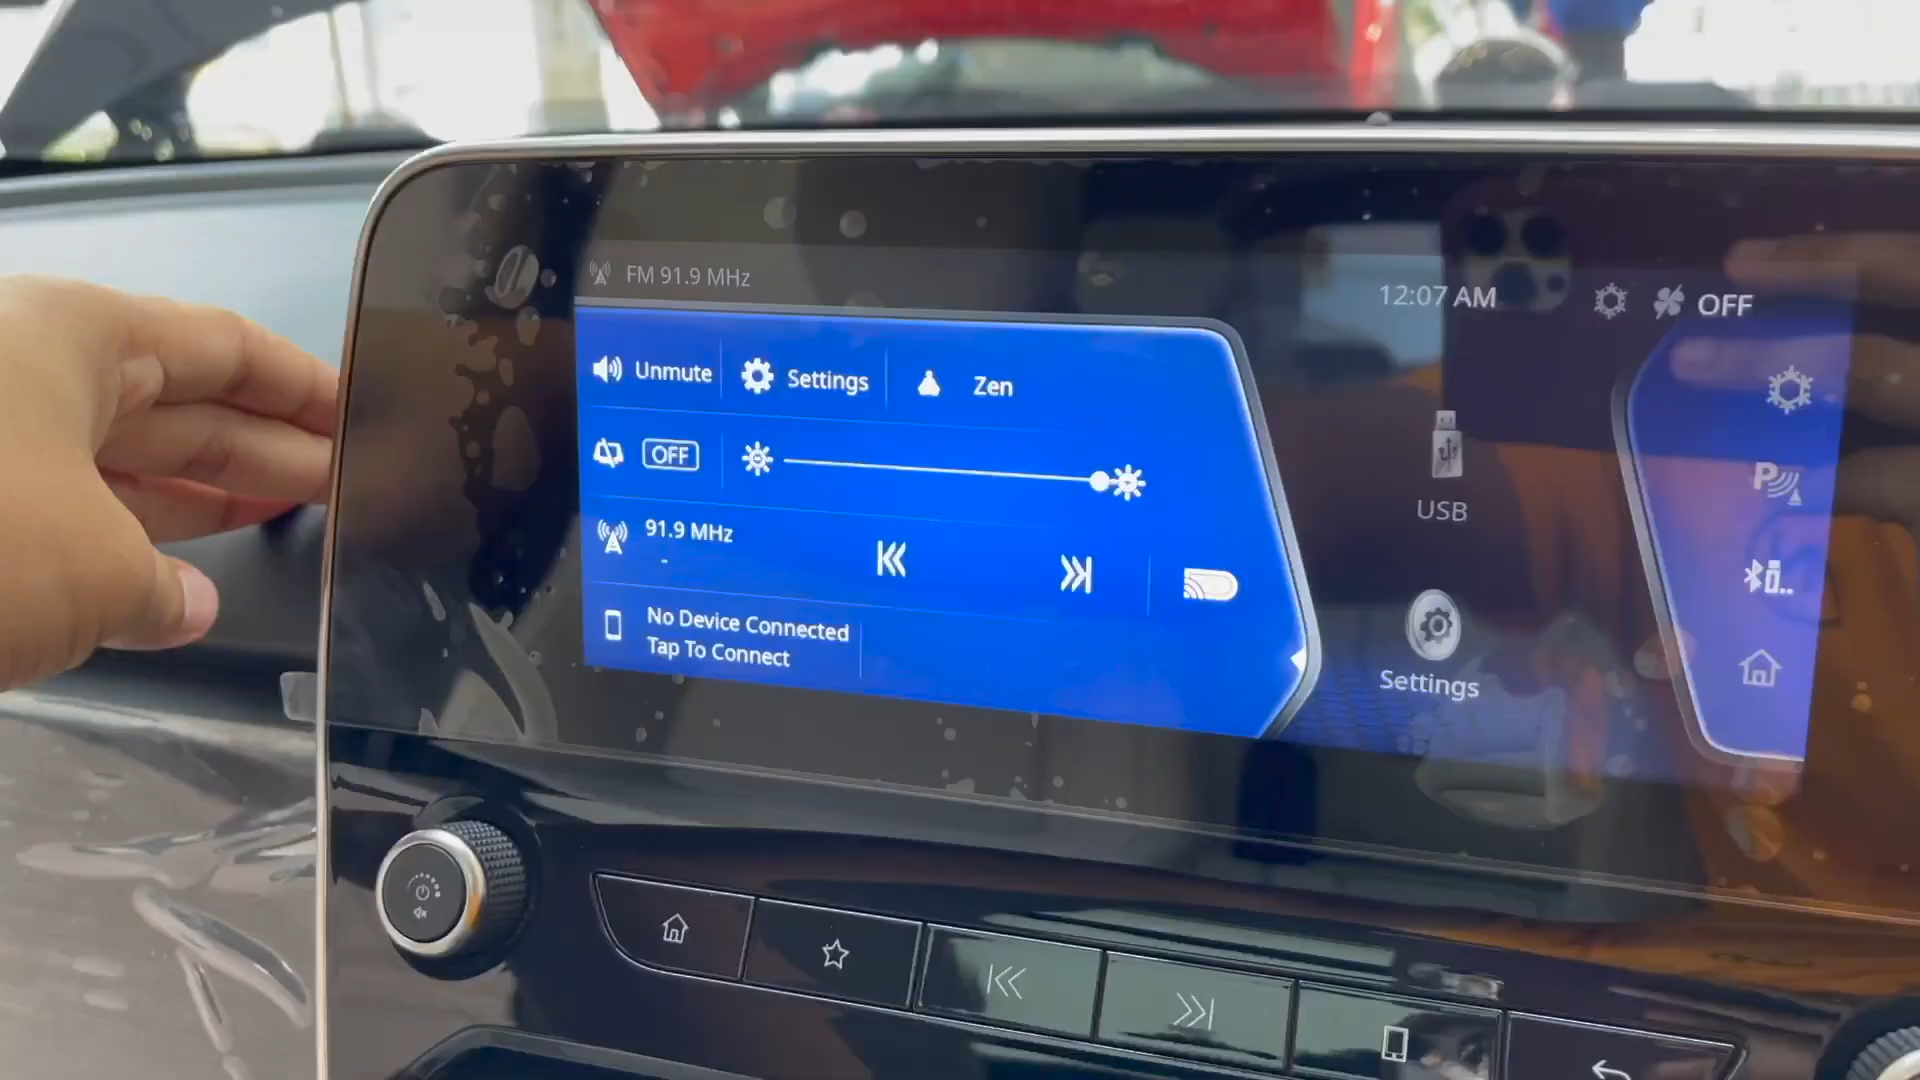 FM 91.9 MHz
12:07 AM
OFF
Unmute
Settings
Zen
OFF
91.9 MHz
-
No Device Connected
Tap To Connect
USB
Settings
P